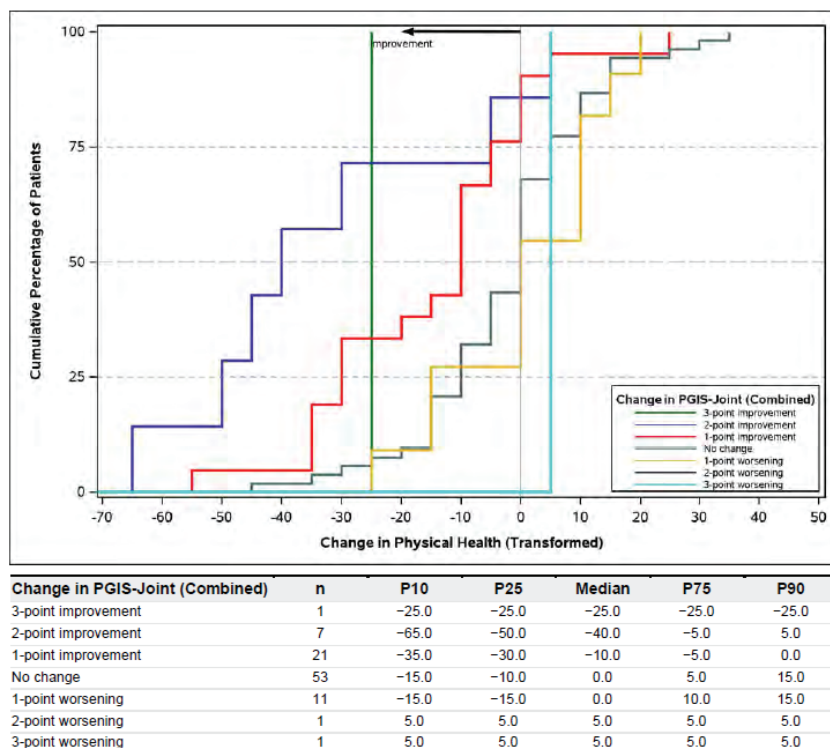 100
75
50
25
0
Cumulative Percentage of Patients
Improvement
Change in PGIS-Joint (Combined)
3-point improvement
2-point improvement
1-point improvement
No change
1-point worsening
2-point worsening
3-point worsening
-70 -60 -50 -40 -30 -20 -10 0 10 20 30 40 50
Change in Physical Health (Transformed)
Change in PGIS-Joint (Combined) n P10 P25 Median P75 P90
3-point improvement 1 −25.0 −25.0 −25.0 −25.0 −25.0
2-point improvement 7 −65.0 −50.0 −40.0 −5.0 5.0
1-point improvement 21 −35.0 −30.0 −10.0 −5.0 0.0
No change 53 −15.0 −10.0 0.0 5.0 15.0
1-point worsening 11 −15.0 −15.0 0.0 10.0 15.0
2-point worsening 1 5.0 5.0 5.0 5.0 5.0
3-point worsening 1 5.0 5.0 5.0 5.0 5.0